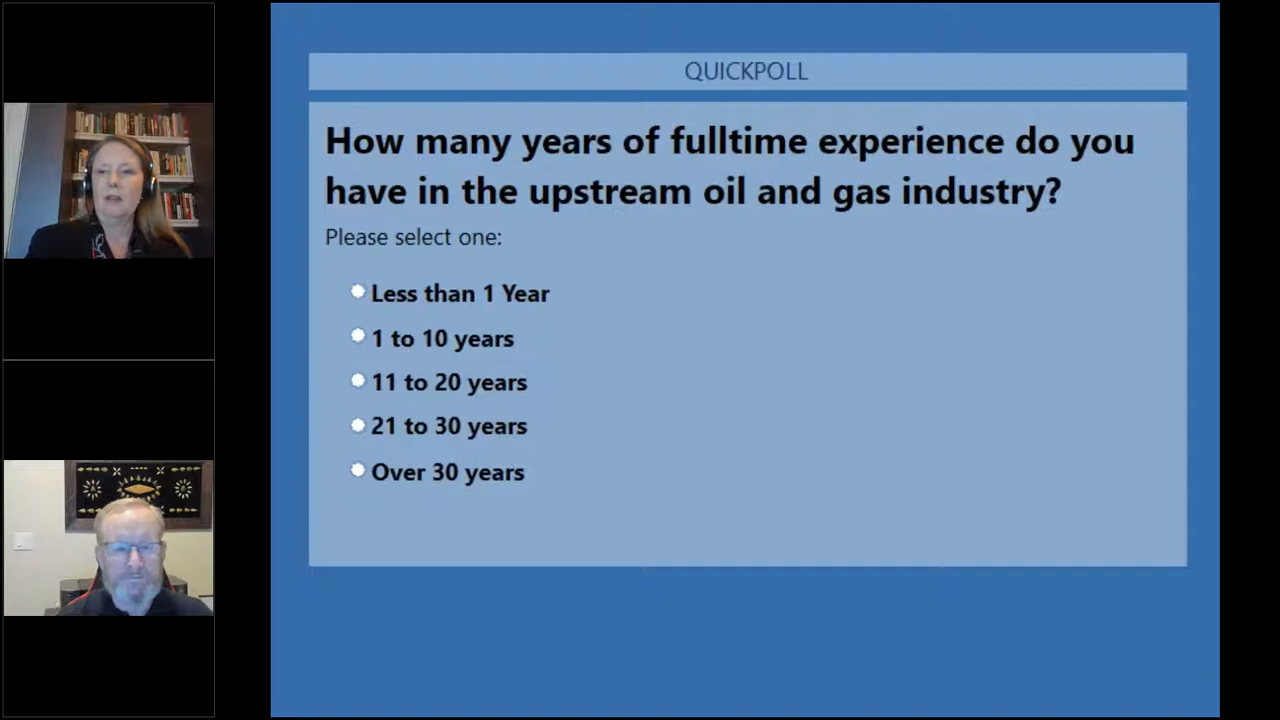 QUICKPOLL
How many years of fulltime experience do you
have in the upstream oil and gas industry?
Please select one:
Less than 1 Year
1 to 10 years
11 to 20 years
21 to 30 years
Over 30 years